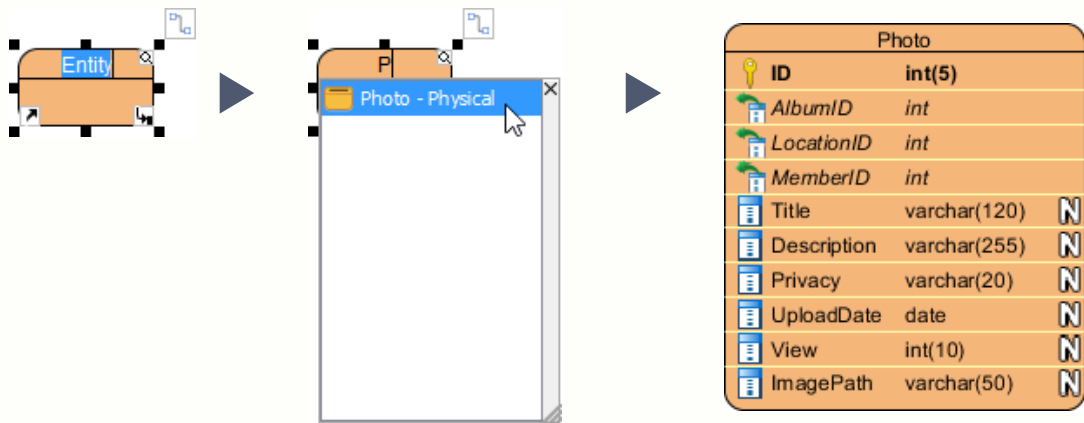 Entity
P
Photo - Physical
Photo
ID int(5)
AlbumID int
LocationID int
MemberID int
Title varchar(120) N
Description varchar(255) N
Privacy varchar(20) N
UploadDate date N
View int(10) N
ImagePath varchar(50) N